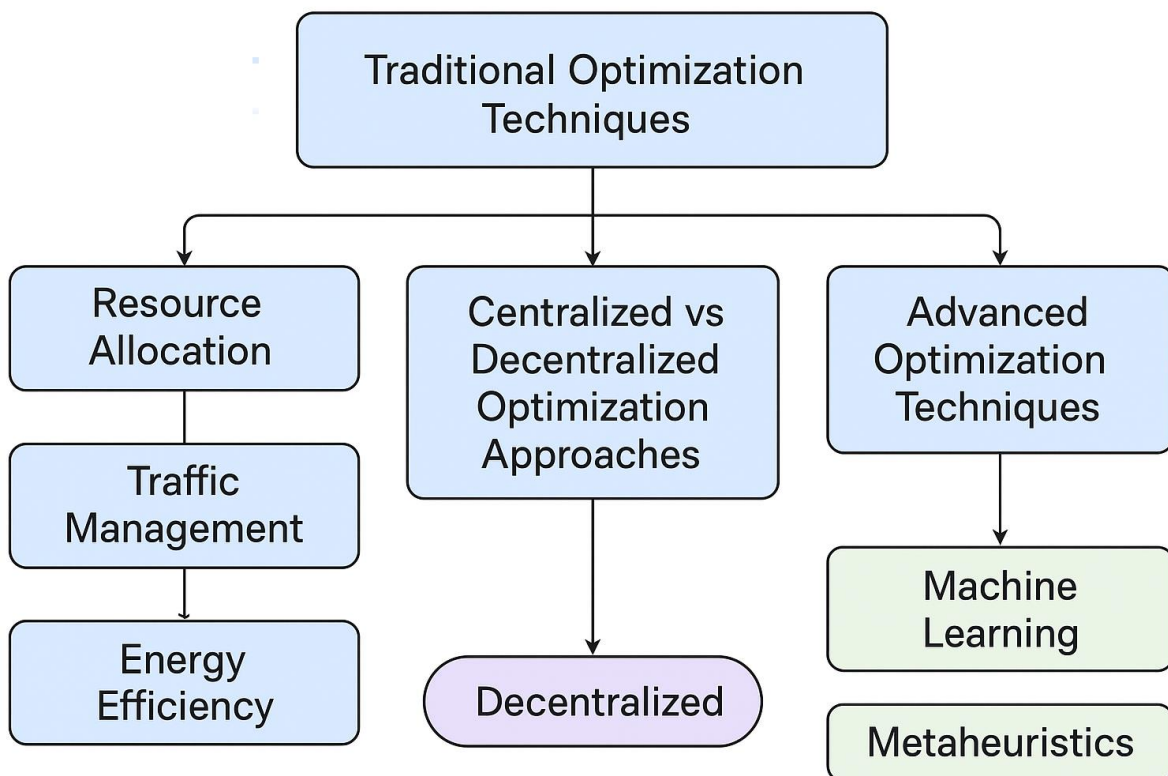 Traditional Optimization
Techniques
Resource
Allocation
Traffic
Management
Energy
Efficiency
Centralized vs
Decentralized
Optimization
Approaches
Decentralized
Advanced
Optimization
Techniques
Machine
Learning
Metaheuristics